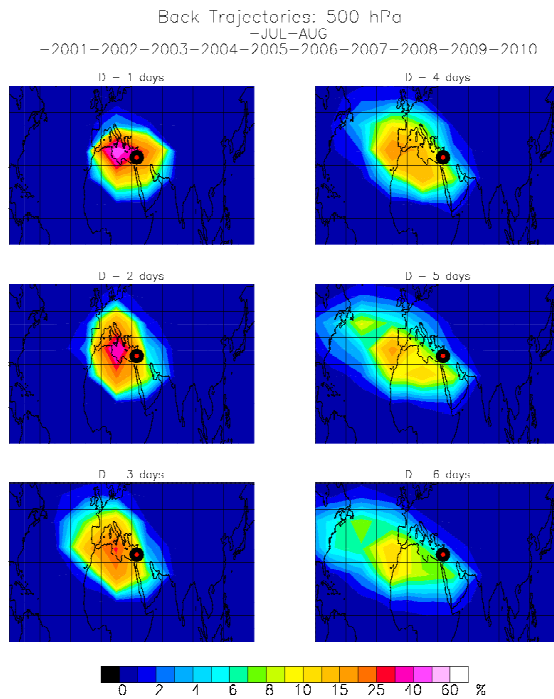 Back Trajectories: 500 hPa
-JUL-AUG
-2001-2002-2003-2004-2005-2006-2007-2008-2009-2010
D - 1 days
D - 4 days
D - 2 days
D - 5 days
D - 3 days
D - 6 days
0 2 4 6 8 10 15 25 40 60 %